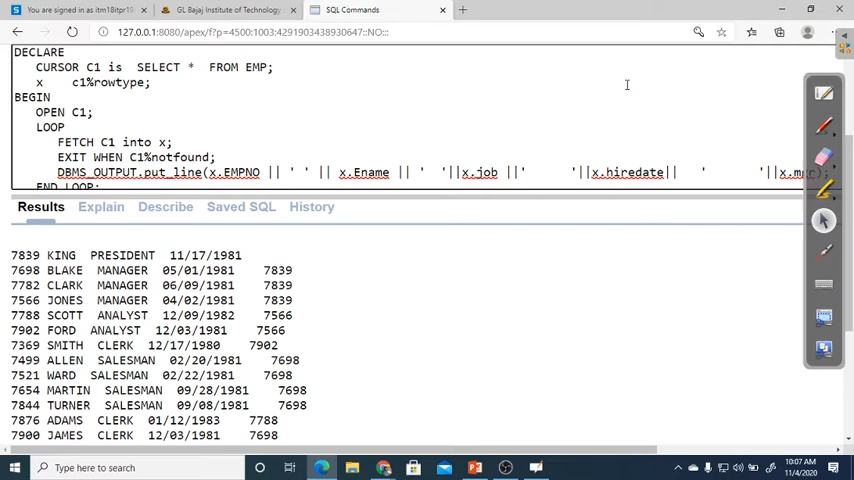 You are signed in as itm18itpr19
GL Bajaj Institute of Technology
SQL Commands
127.0.0.1:8080/apex/f?p=4500:1003:4291903438930647::NO:::
DECLARE
CURSOR C1 is SELECT * FROM EMP;
x c1%rowtype;
BEGIN
OPEN C1;
LOOP
FETCH C1 into x;
EXIT WHEN C1%notfound;
DBMS_OUTPUT.put_line(x.EMPNO || ' ' || x.Ename || ' '||x.job ||' '||x.hiredate|| ' '||x.mgr);
END LOOP;
Results Explain Describe Saved SQL History
7839 KING PRESIDENT 11/17/1981
7698 BLAKE MANAGER 05/01/1981 7839
7782 CLARK MANAGER 06/09/1981 7839
7566 JONES MANAGER 04/02/1981 7839
7788 SCOTT ANALYST 12/09/1982 7566
7902 FORD ANALYST 12/03/1981 7566
7369 SMITH CLERK 12/17/1980 7902
7499 ALLEN SALESMAN 02/20/1981 7698
7521 WARD SALESMAN 02/22/1981 7698
7654 MARTIN SALESMAN 09/28/1981 7698
7844 TURNER SALESMAN 09/08/1981 7698
7876 ADAMS CLERK 01/12/1983 7788
7900 JAMES CLERK 12/03/1981 7698
Type here to search
10:07 AM
11/4/2020